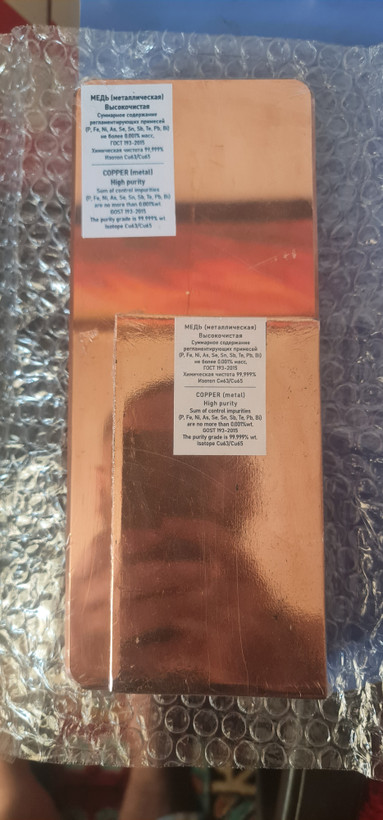 МЕДЬ (металлическая)
Высокочистая
Суммарное содержание
регламентирующих примесей
(P, Fe, Ni, As, Se, Sn, Sb, Te, Pb, Bi)
не более 0,001% масс.
ГОСТ 193-2015
Химическая чистота 99,999%
Изотоп Cu63/Cu65
COPPER (metal)
High purity
Sum of control impurities
(P, Fe, Ni, As, Se, Sn, Sb, Te, Pb, Bi)
are no more than 0.001%wt.
GOST 193-2015
The purity grade is 99.999% wt.
Isotope Cu63/Cu65
МЕДЬ (металлическая)
Высокочистая
Суммарное содержание
регламентирующих примесей
(P, Fe, Ni, As, Se, Sn, Sb, Te, Pb, Bi)
не более 0,001% масс.
ГОСТ 193-2015
Химическая чистота 99,999%
Изотоп Cu63/Cu65
COPPER (metal)
High purity
Sum of control impurities
(P, Fe, Ni, As, Se, Sn, Sb, Te, Pb, Bi)
are no more than 0.001%wt.
GOST 193-2015
The purity grade is 99.999% wt.
Isotope Cu63/Cu65